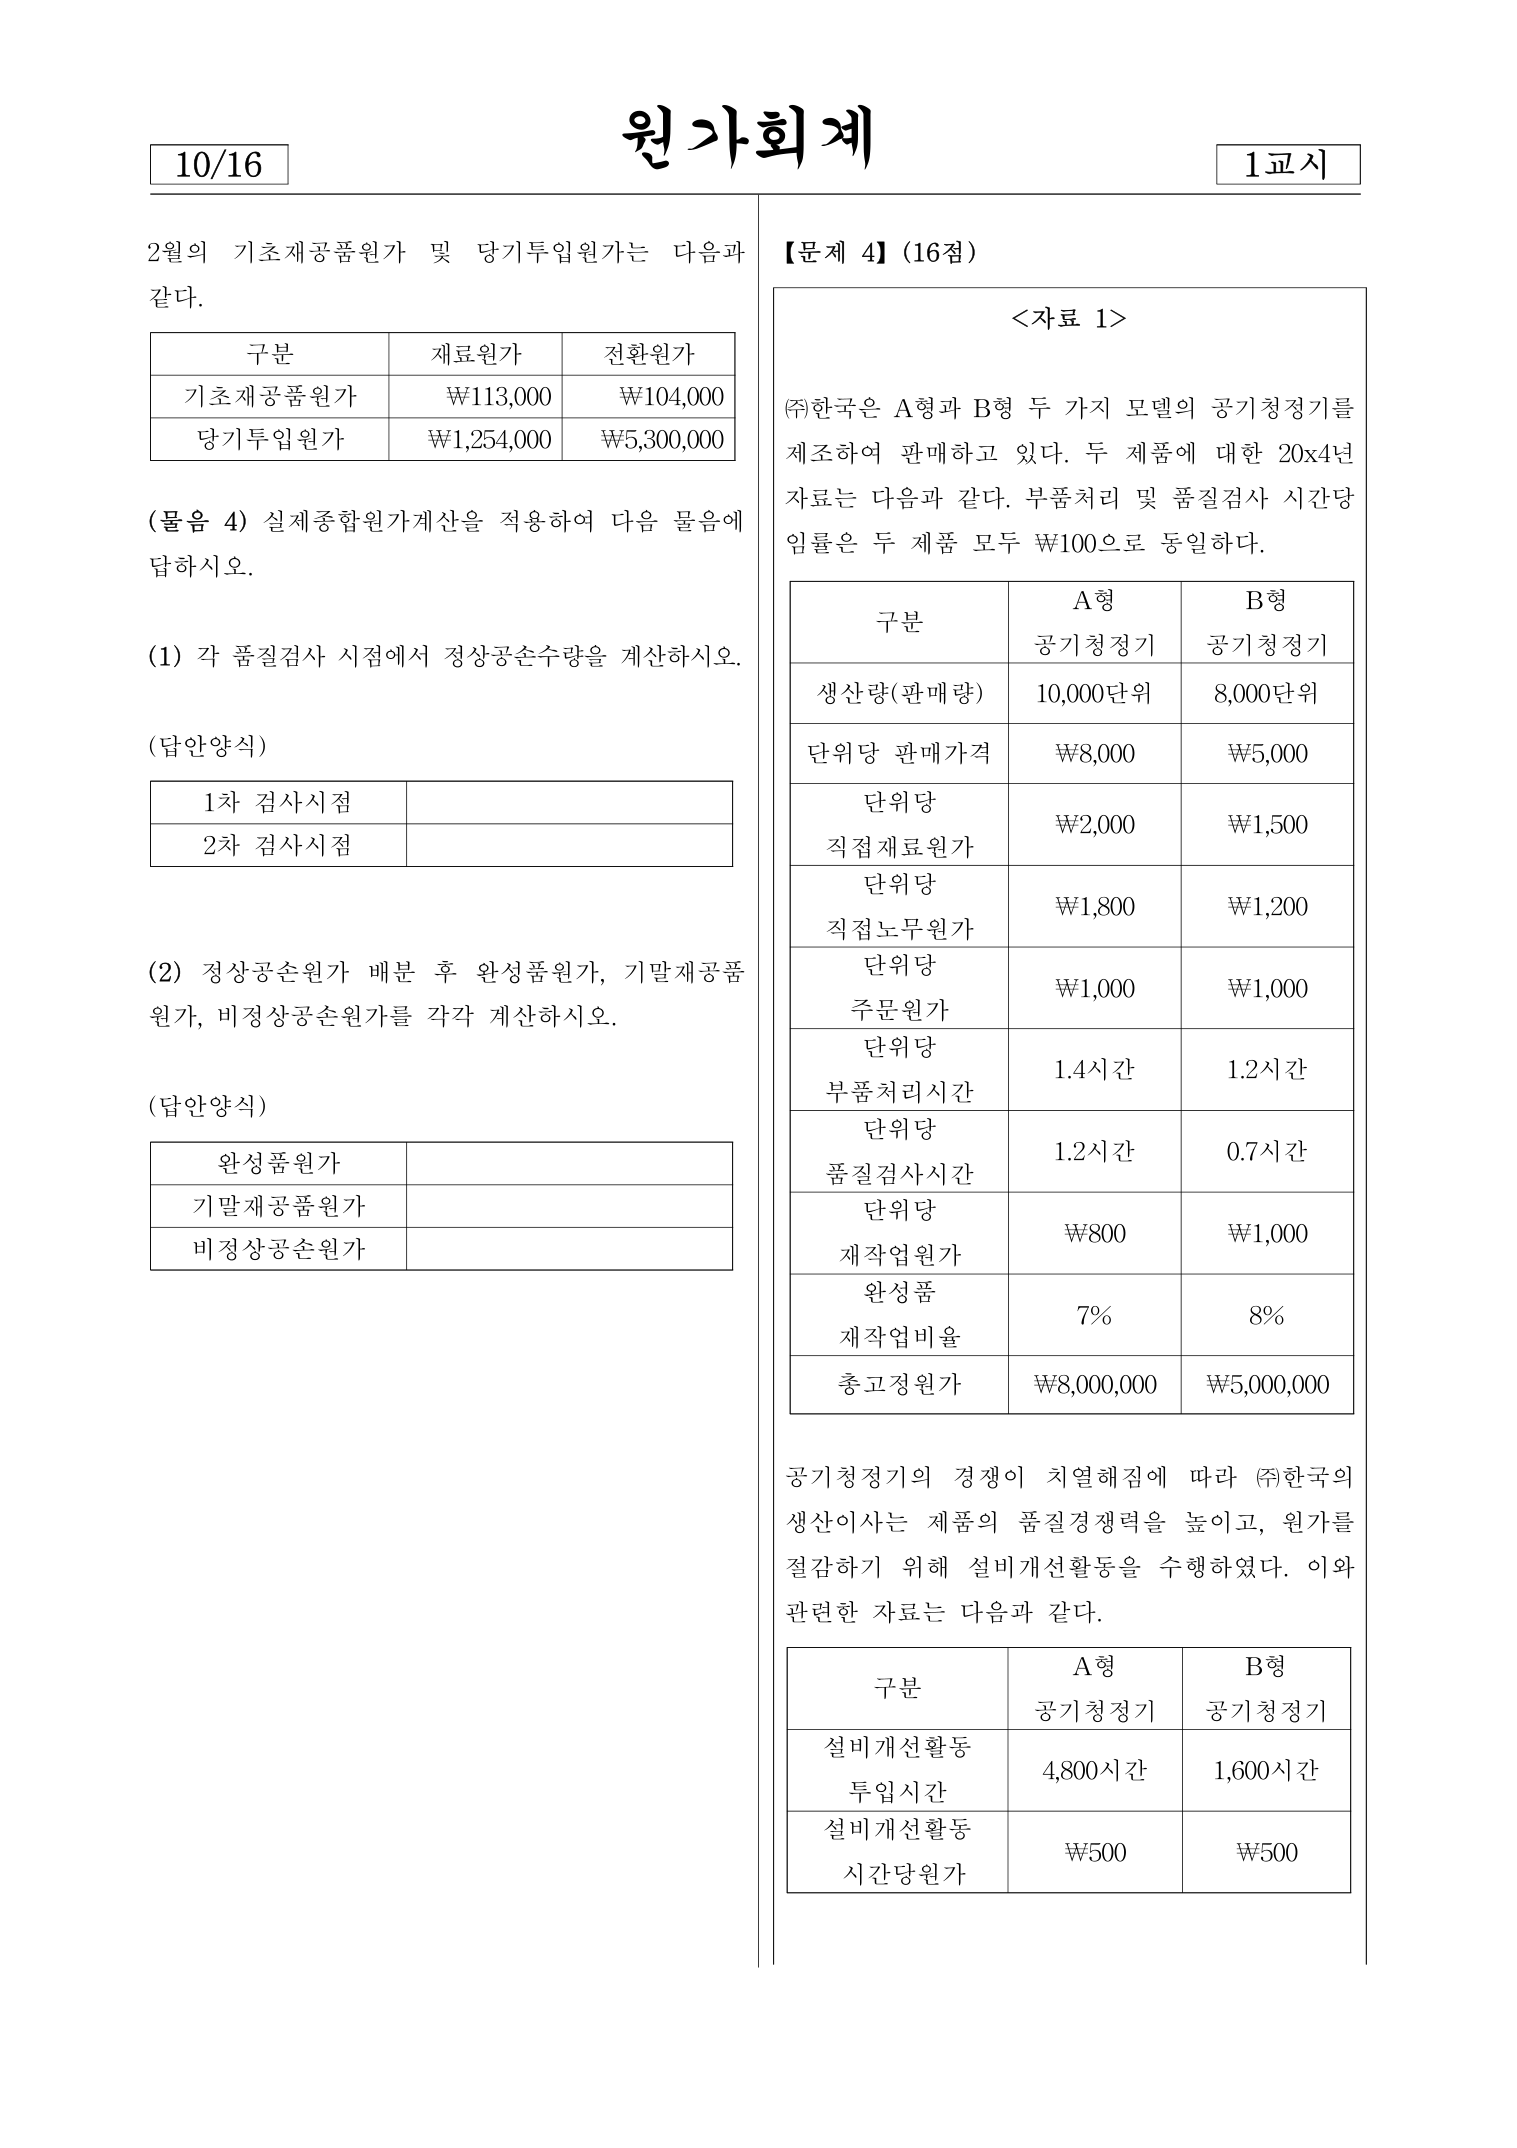 원가회계
10/16
1교시
2월의 기초재공품원가 및 당기투입원가는 다음과
같다.
구분 재료원가 전환원가
기초재공품원가 ₩113,000 ₩104,000
당기투입원가 ₩1,254,000 ₩5,300,000
(물음 4) 실제종합원가계산을 적용하여 다음 물음에
답하시오.
(1) 각 품질검사 시점에서 정상공손수량을 계산하시오.
(답안양식)
1차 검사시점
2차 검사시점
(2) 정상공손원가 배분 후 완성품원가, 기말재공품
원가, 비정상공손원가를 각각 계산하시오.
(답안양식)
완성품원가
기말재공품원가
비정상공손원가
【문제 4】 (16점)
<자료 1>
㈜한국은 A형과 B형 두 가지 모델의 공기청정기를
제조하여 판매하고 있다. 두 제품에 대한 20x4년
자료는 다음과 같다. 부품처리 및 품질검사 시간당
임률은 두 제품 모두 ₩100으로 동일하다.
구분
A형
공기청정기
B형
공기청정기
생산량(판매량) 10,000단위 8,000단위
단위당 판매가격 ₩8,000 ₩5,000
단위당
직접재료원가
₩2,000 ₩1,500
단위당
직접노무원가
₩1,800 ₩1,200
단위당
주문원가
₩1,000 ₩1,000
단위당
부품처리시간
1.4시간 1.2시간
단위당
품질검사시간
1.2시간 0.7시간
단위당
재작업원가
₩800 ₩1,000
완성품
재작업비율
7% 8%
총고정원가 ₩8,000,000 ₩5,000,000
공기청정기의 경쟁이 치열해짐에 따라 ㈜한국의
생산이사는 제품의 품질경쟁력을 높이고, 원가를
절감하기 위해 설비개선활동을 수행하였다. 이와
관련한 자료는 다음과 같다.
구분
A형
공기청정기
B형
공기청정기
설비개선활동
투입시간
4,800시간 1,600시간
설비개선활동
시간당원가
₩500 ₩500